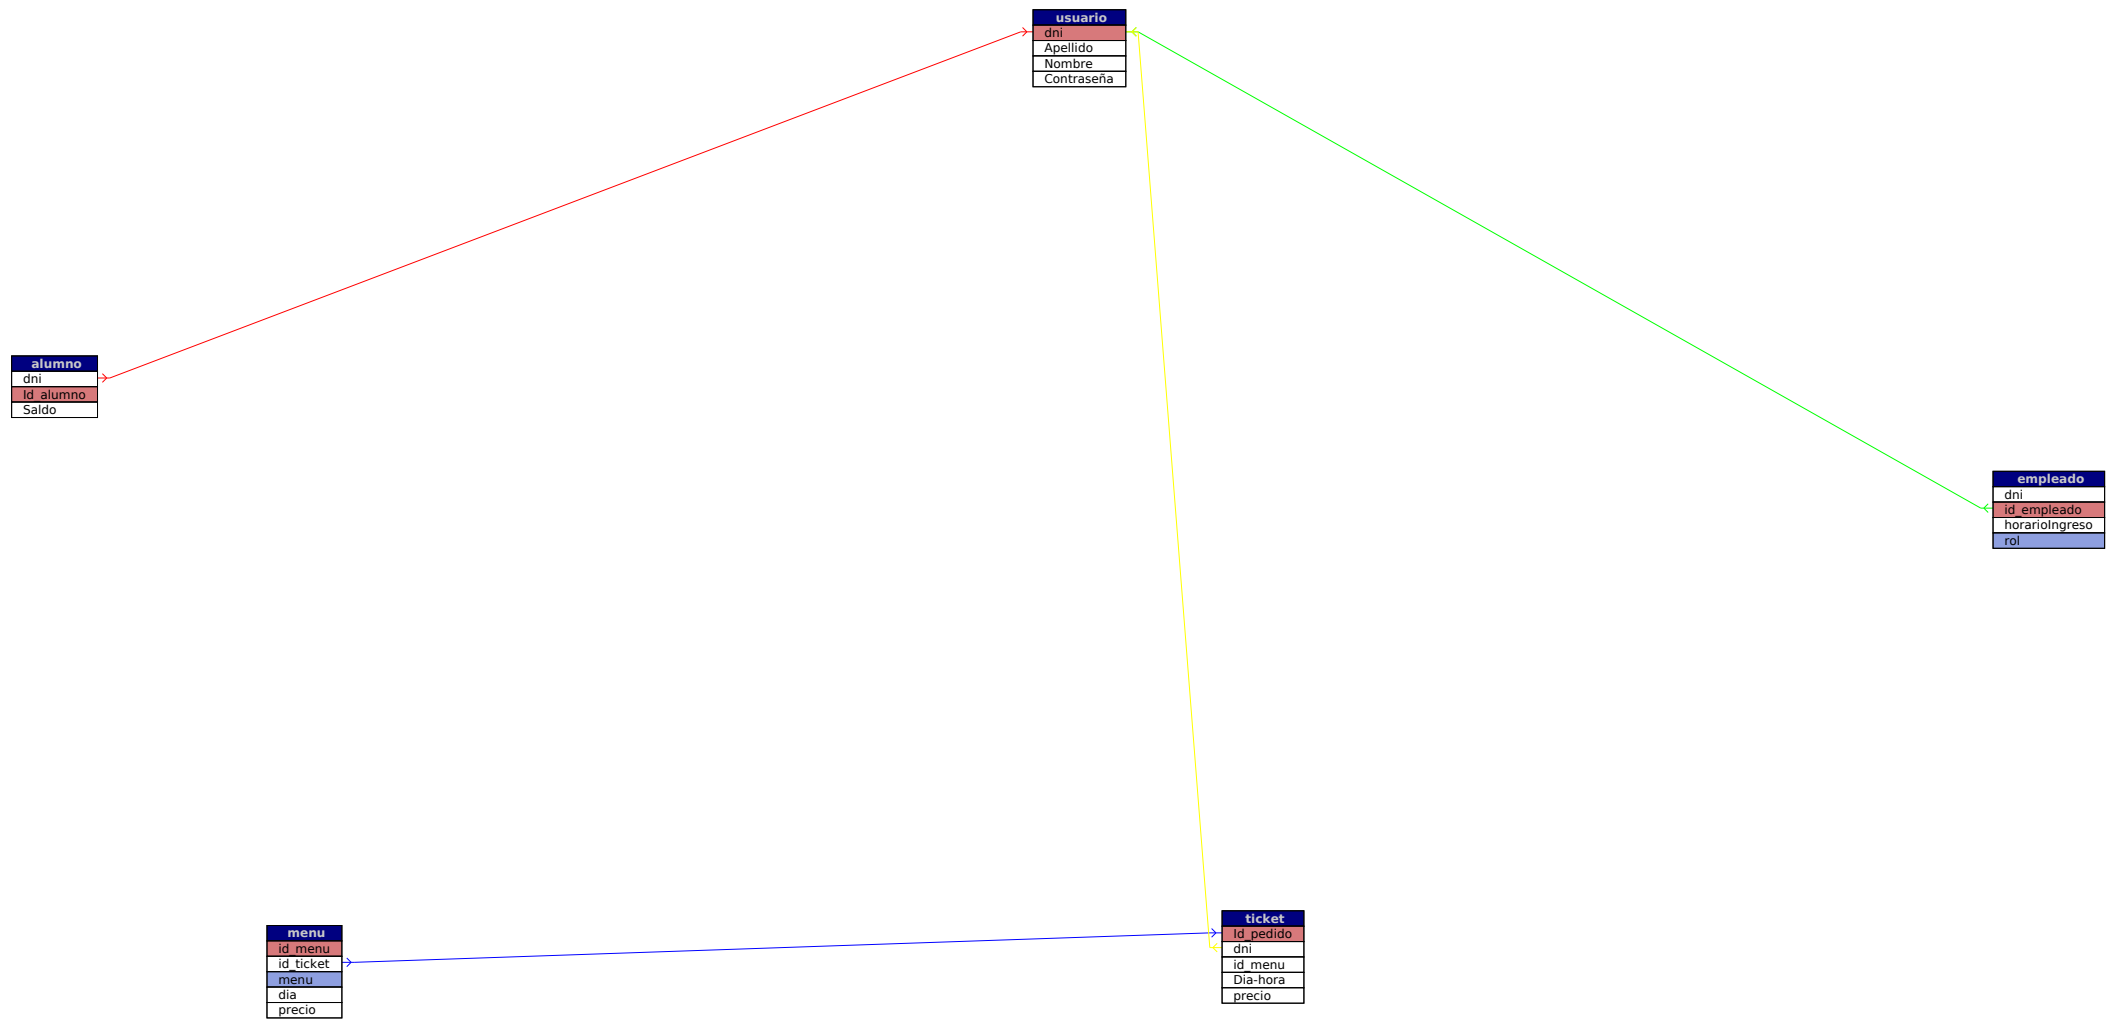 usuario
dni
Apellido
Nombre
Contraseña
alumno
dni
Id_alumno
Saldo
empleado
dni
id_empleado
horarioIngreso
rol
menu
id_menu
id_ticket
menu
dia
precio
ticket
Id_pedido
dni
id_menu
Dia-hora
precio